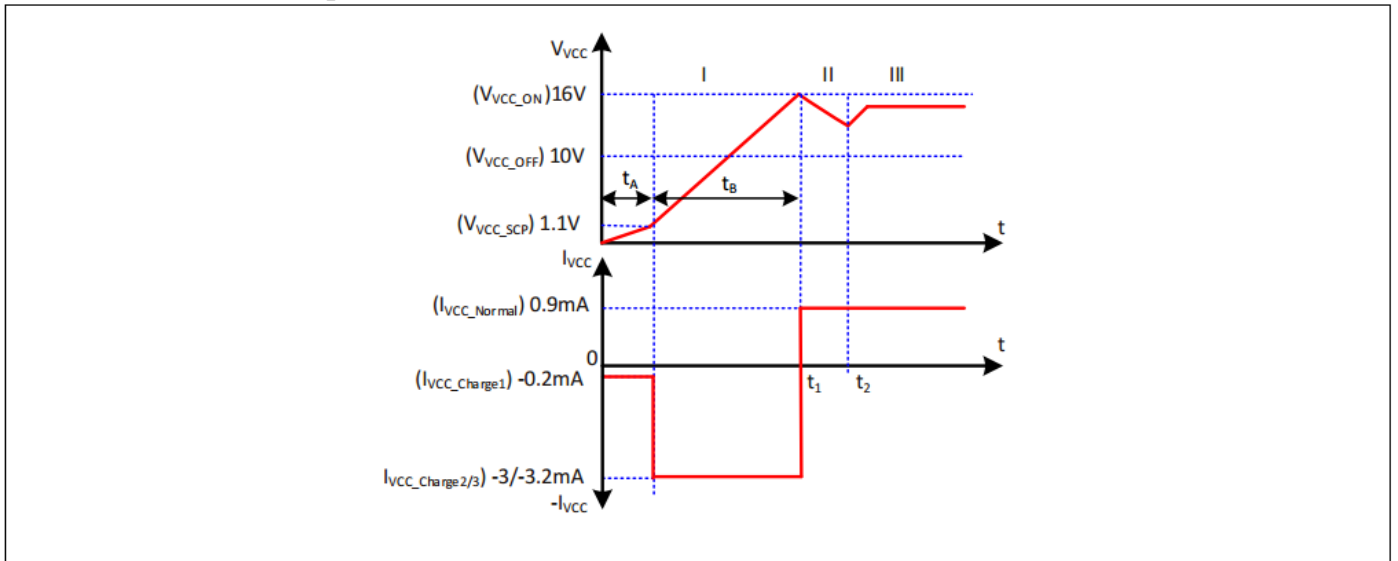 V_VCC
I II III
(V_VCC_ON)16V
(V_VCC_OFF) 10V
t_A t_B
(V_VCC_SCP) 1.1V
t
I_VCC
(I_VCC_Normal) 0.9mA
t
0
(I_VCC_Charge1) -0.2mA
t_1 t_2
I_VCC_Charge2/3) -3/-3.2mA
-I_VCC